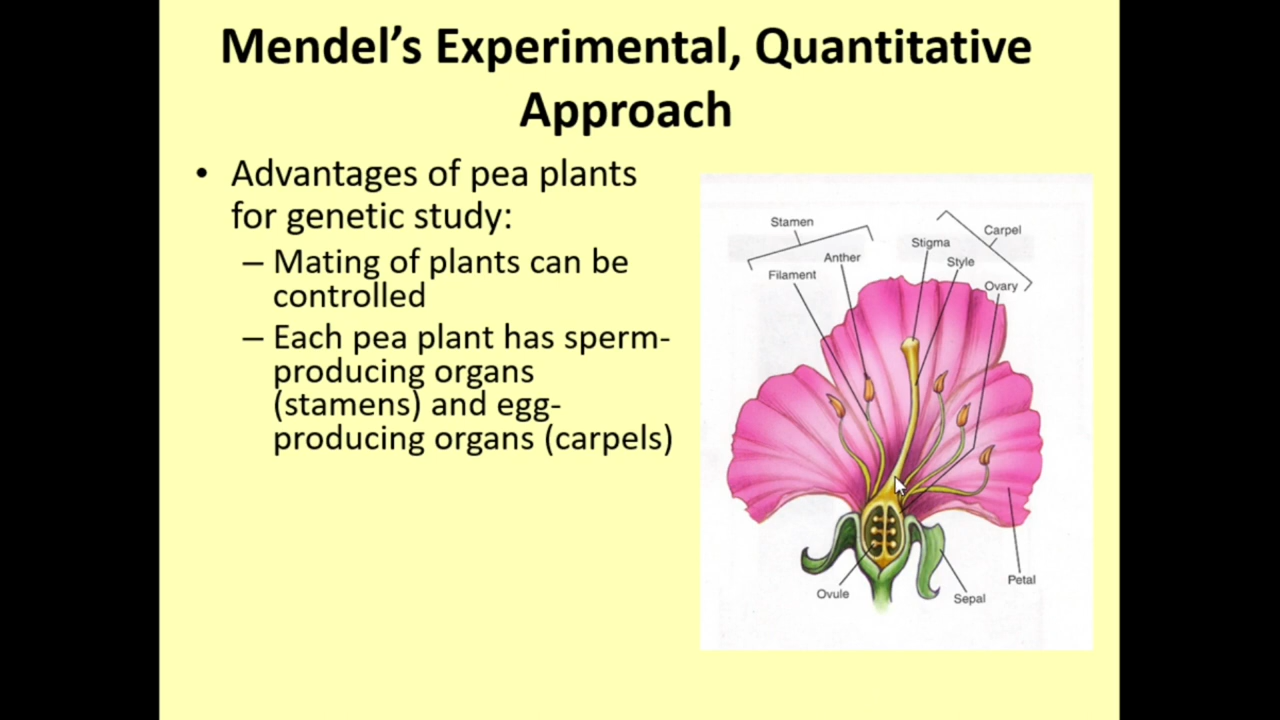 Mendel’s Experimental, Quantitative
Approach
• Advantages of pea plants
for genetic study:
– Mating of plants can be
controlled
– Each pea plant has sperm-
producing organs
(stamens) and egg-
producing organs (carpels)
Stamen
Carpel
Stigma
Anther
Style
Filament
Ovary
Petal
Ovule
Sepal